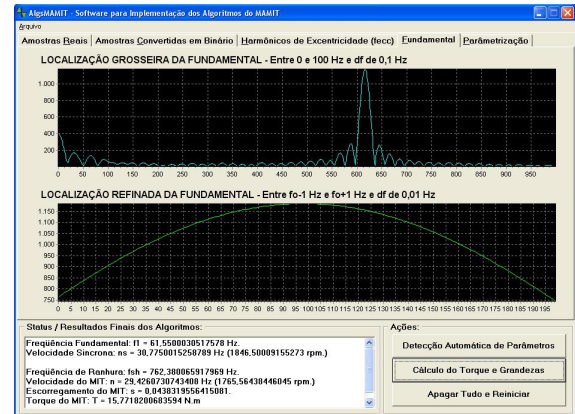 AlgsMAMIT - Software para Implementação dos Algoritmos do MAMIT
Arquivo
Amostras Reais Amostras Convertidas em Binário Harmônicos de Excentricidade (fecc) Fundamental Parâmetrização
LOCALIZAÇÃO GROSSEIRA DA FUNDAMENTAL - Entre 0 e 100 Hz e df de 0,1 Hz
1.000
800
600
400
200
0 50 100 150 200 250 300 350 400 450 500 550 600 650 700 750 800 850 900 950
LOCALIZAÇÃO REFINADA DA FUNDAMENTAL - Entre fo-1 Hz e fo+1 Hz e df de 0,01 Hz
1.150
1.100
1.050
1.000
950
900
850
800
750
0 5 10 15 20 25 30 35 40 45 50 55 60 65 70 75 80 85 90 95 100 105 110 115 120 125 130 135 140 145 150 155 160 165 170 175 180 185 190 195
Status / Resultados Finais dos Algoritmos:
Freqüência Fundamental: f1 = 61,5500030517578 Hz.
Velocidade Síncrona: ns = 30,7750015258789 Hz (1846,50009155273 rpm.)
Freqüência de Ranhura: fsh = 762,380065917969 Hz.
Velocidade do MIT: n = 29,4260730743408 Hz (1765,56438446045 rpm.)
Escorregamento do MIT: s = 0,0438319556415081.
Torque do MIT: T = 15,7718200683594 N.m
Ações:
Detecção Automática de Parâmetros
Cálculo do Torque e Grandezas
Apagar Tudo e Reiniciar